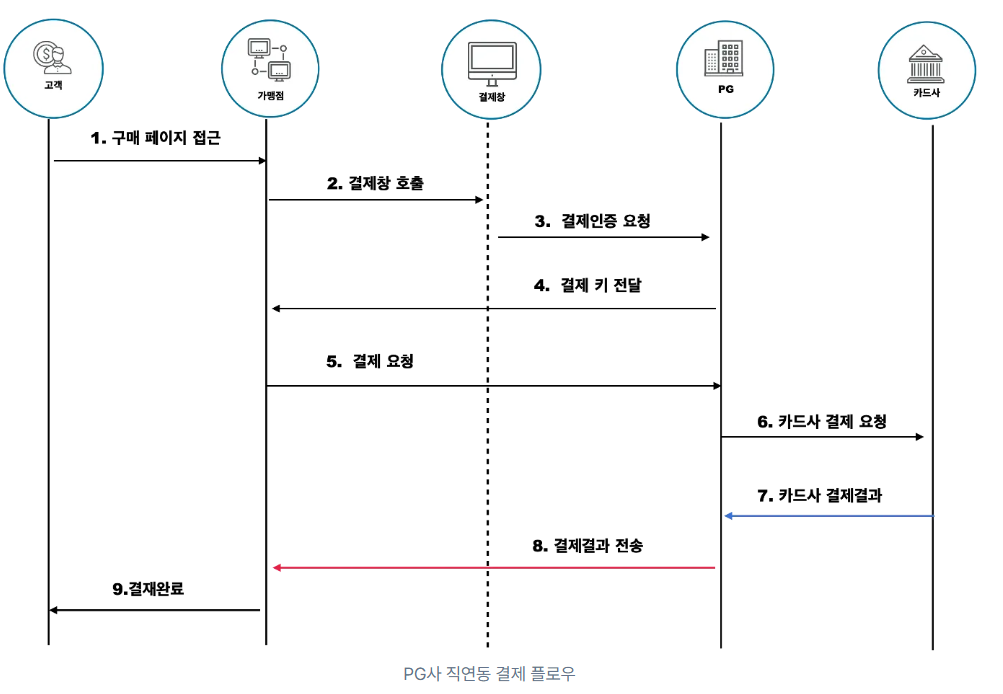 고객
가맹점
결제창
PG
카드사
1. 구매 페이지 접근
2. 결제창 호출
3. 결제인증 요청
4. 결제 키 전달
5. 결제 요청
6. 카드사 결제 요청
7. 카드사 결제결과
8. 결제결과 전송
9.결재완료
PG사 직연동 결제 플로우